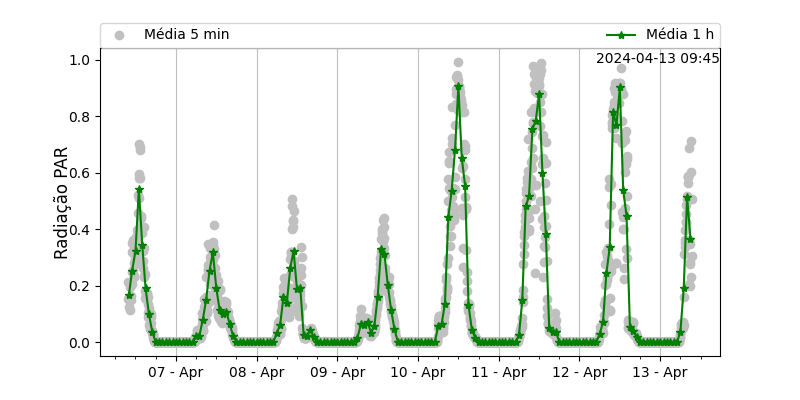 Média 5 min
Média 1 h
2024-04-13 09:45
Radiação PAR
1.0
0.8
0.6
0.4
0.2
0.0
07 - Apr
08 - Apr
09 - Apr
10 - Apr
11 - Apr
12 - Apr
13 - Apr